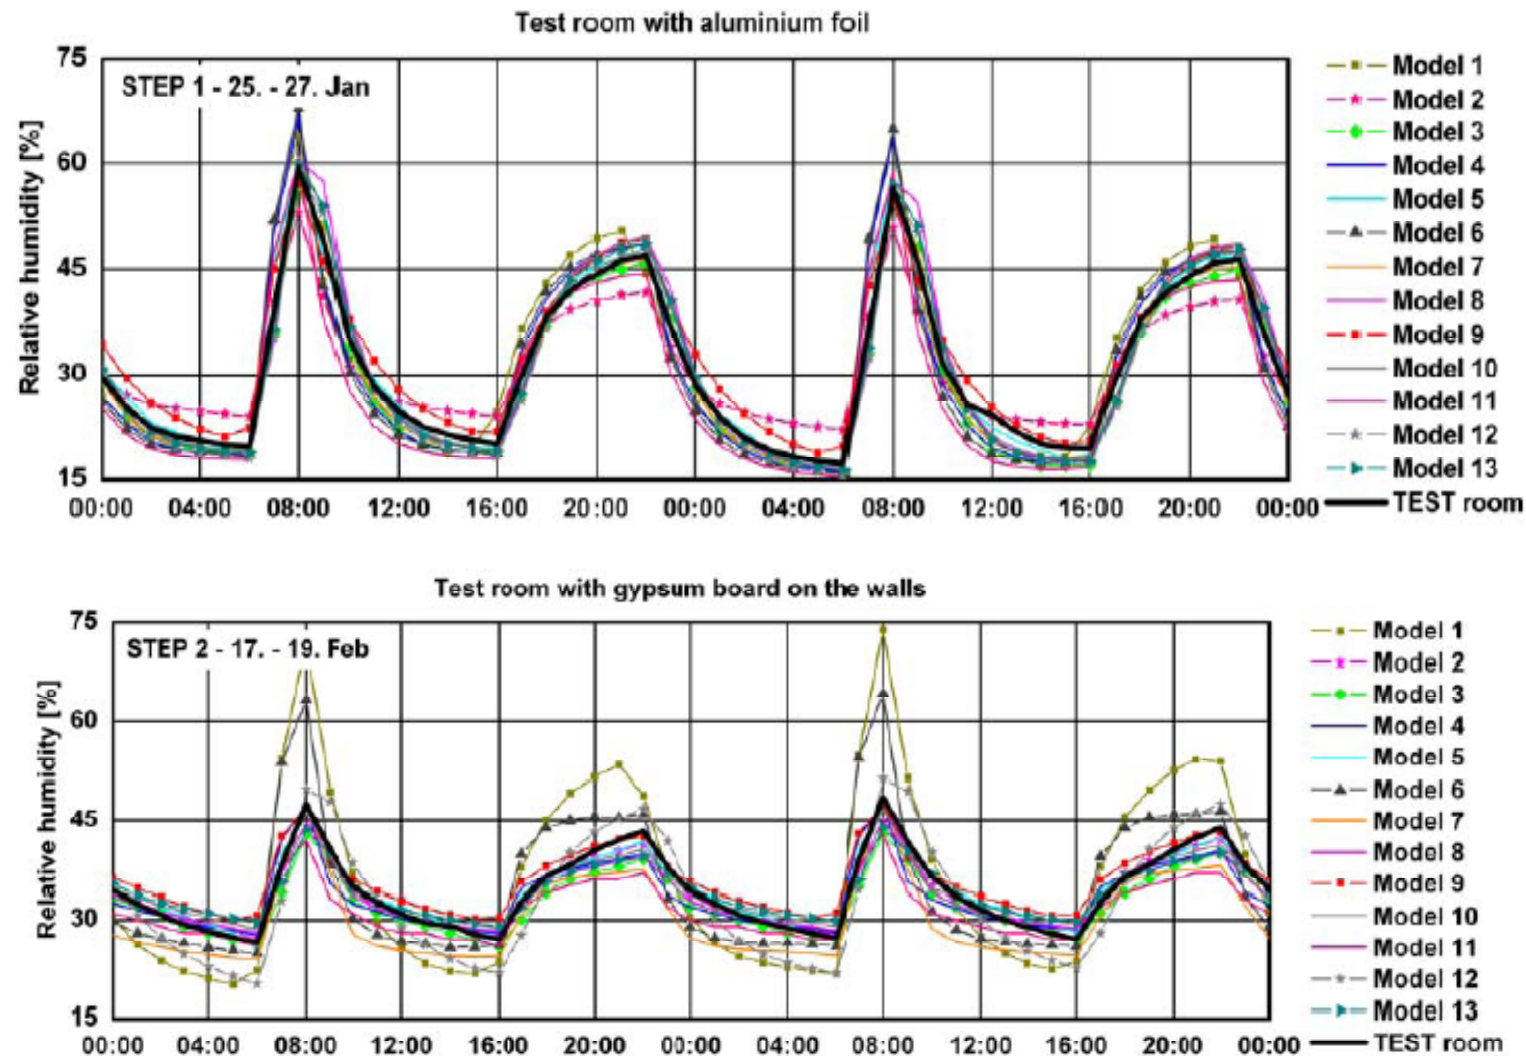 Test room with aluminium foil
75
60
45
30
15
Relative humidity [%]
STEP 1 - 25. - 27. Jan
00:00 04:00 08:00 12:00 16:00 20:00 00:00 04:00 08:00 12:00 16:00 20:00 00:00
Model 1
Model 2
Model 3
Model 4
Model 5
Model 6
Model 7
Model 8
Model 9
Model 10
Model 11
Model 12
Model 13
TEST room
Test room with gypsum board on the walls
75
60
45
30
15
Relative humidity [%]
STEP 2 - 17. - 19. Feb
00:00 04:00 08:00 12:00 16:00 20:00 00:00 04:00 08:00 12:00 16:00 20:00 00:00
Model 1
Model 2
Model 3
Model 4
Model 5
Model 6
Model 7
Model 8
Model 9
Model 10
Model 11
Model 12
Model 13
TEST room